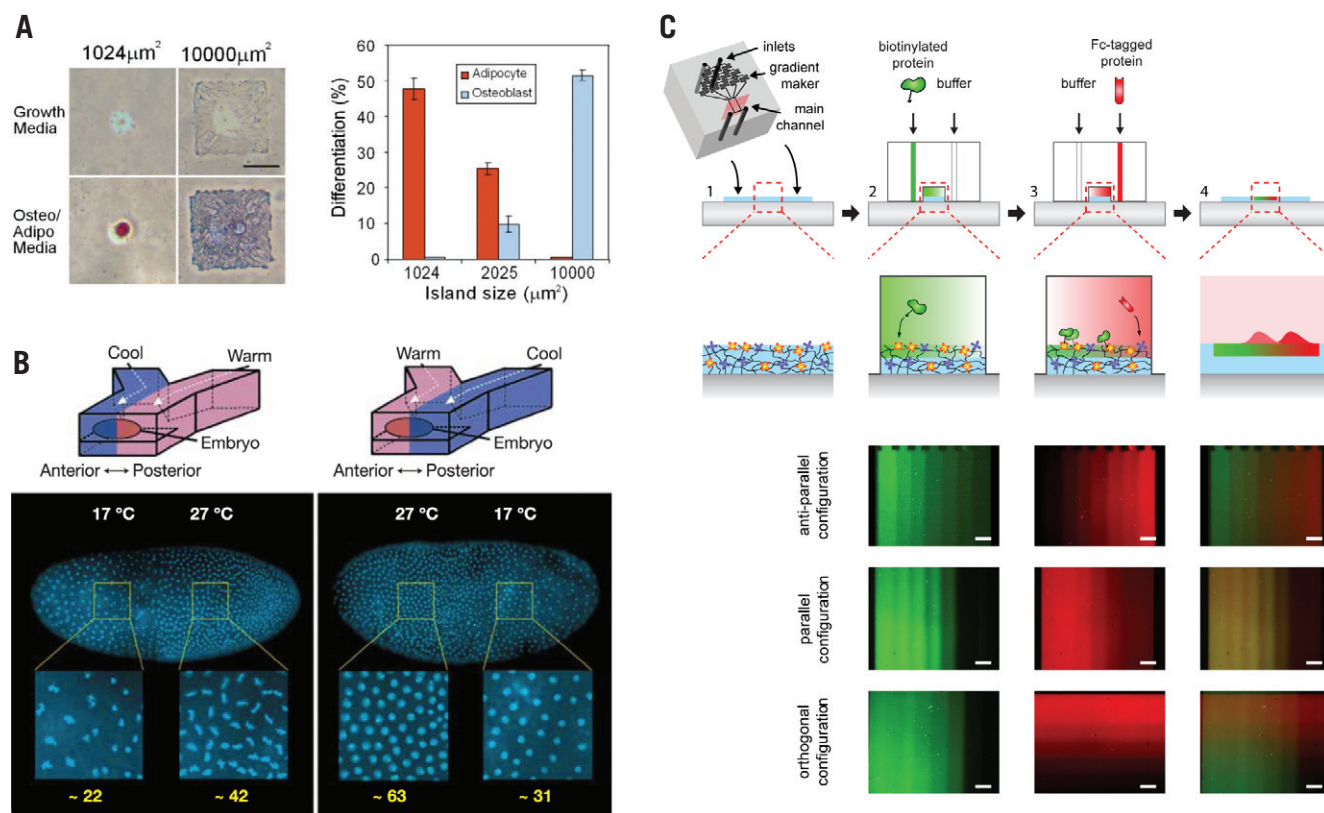 A
1024µm²
10000µm²
Growth
Media
Osteo/
Adipo
Media
Differentiation (%)
60
50
40
30
20
10
0
Adipocyte
Osteoblast
1024
2025
10000
Island size (µm²)
B
Cool
Warm
Embryo
Anterior ↔ Posterior
Warm
Cool
Embryo
Anterior ↔ Posterior
17 °C
27 °C
27 °C
17 °C
~ 22
~ 42
~ 63
~ 31
C
inlets
gradient
maker
main
channel
biotinylated
protein
buffer
Fc-tagged
protein
buffer
1
2
3
4
anti-parallel
configuration
parallel
configuration
orthogonal
configuration